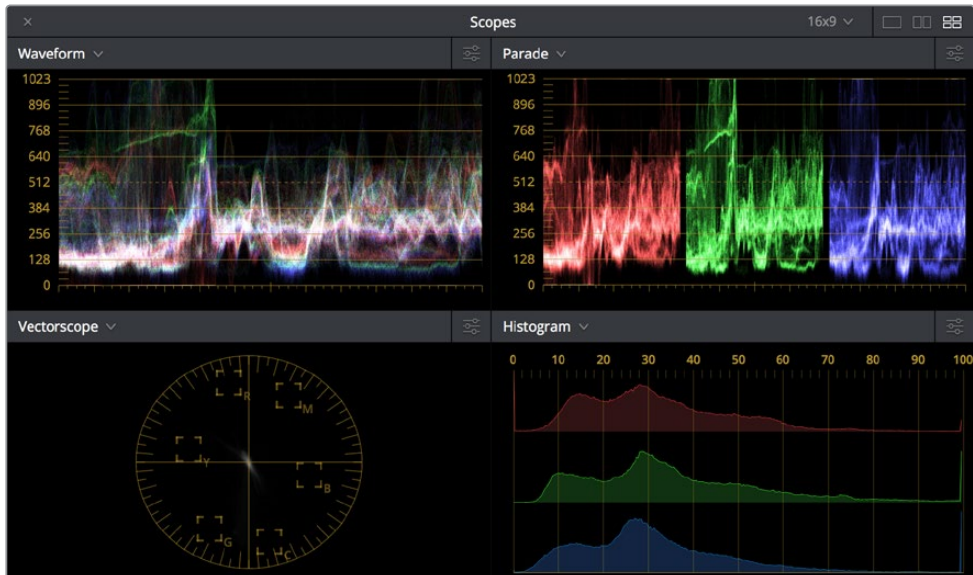 × Scopes 16x9
Waveform
1023
896
768
640
512
384
256
128
0
Parade
1023
896
768
640
512
384
256
128
0
Vectorscope
R
M
Y
B
G
C
Histogram
0 10 20 30 40 50 60 70 80 90 100